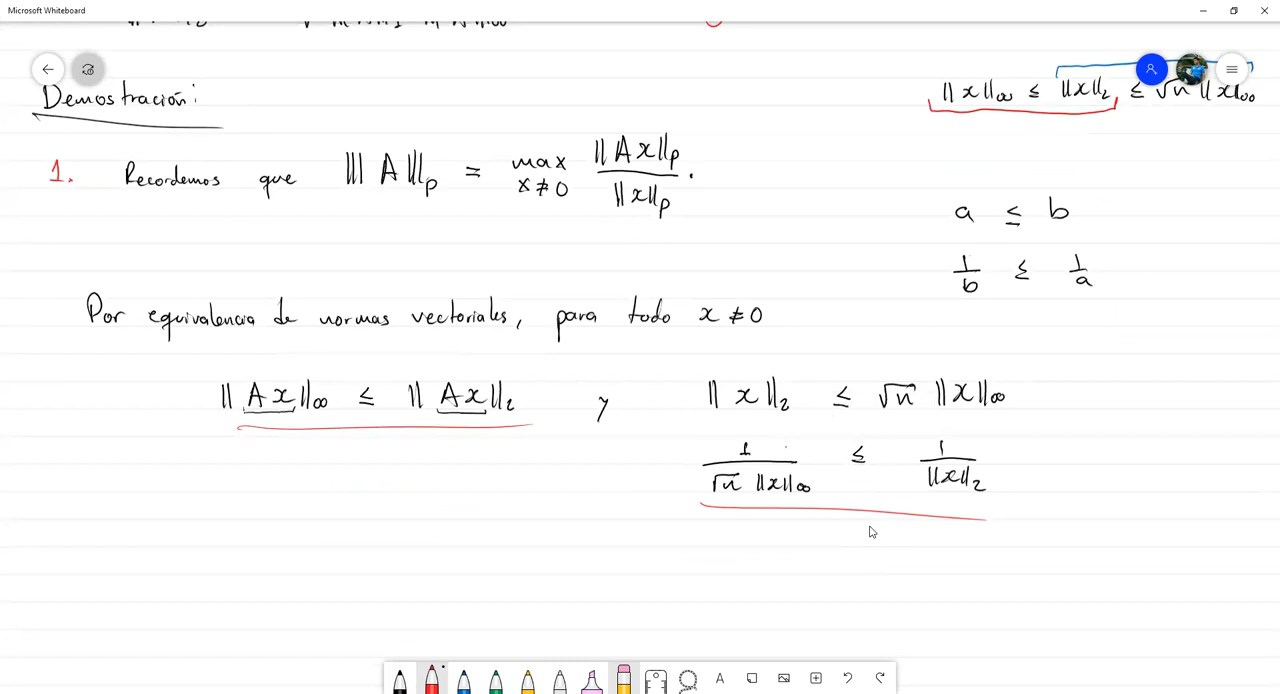 Microsoft Whiteboard
Demostración:
‖x‖∞ ≤ ‖x‖₂ ≤ √n ‖x‖∞
1. Recordemos que |||A|||p = max x≠0 ‖Ax‖p / ‖x‖p.
a ≤ b
1/b ≤ 1/a
Por equivalencia de normas vectoriales, para todo x ≠ 0
‖Ax‖∞ ≤ ‖Ax‖₂ y ‖x‖₂ ≤ √n ‖x‖∞
1/(√n ‖x‖∞) ≤ 1/‖x‖₂